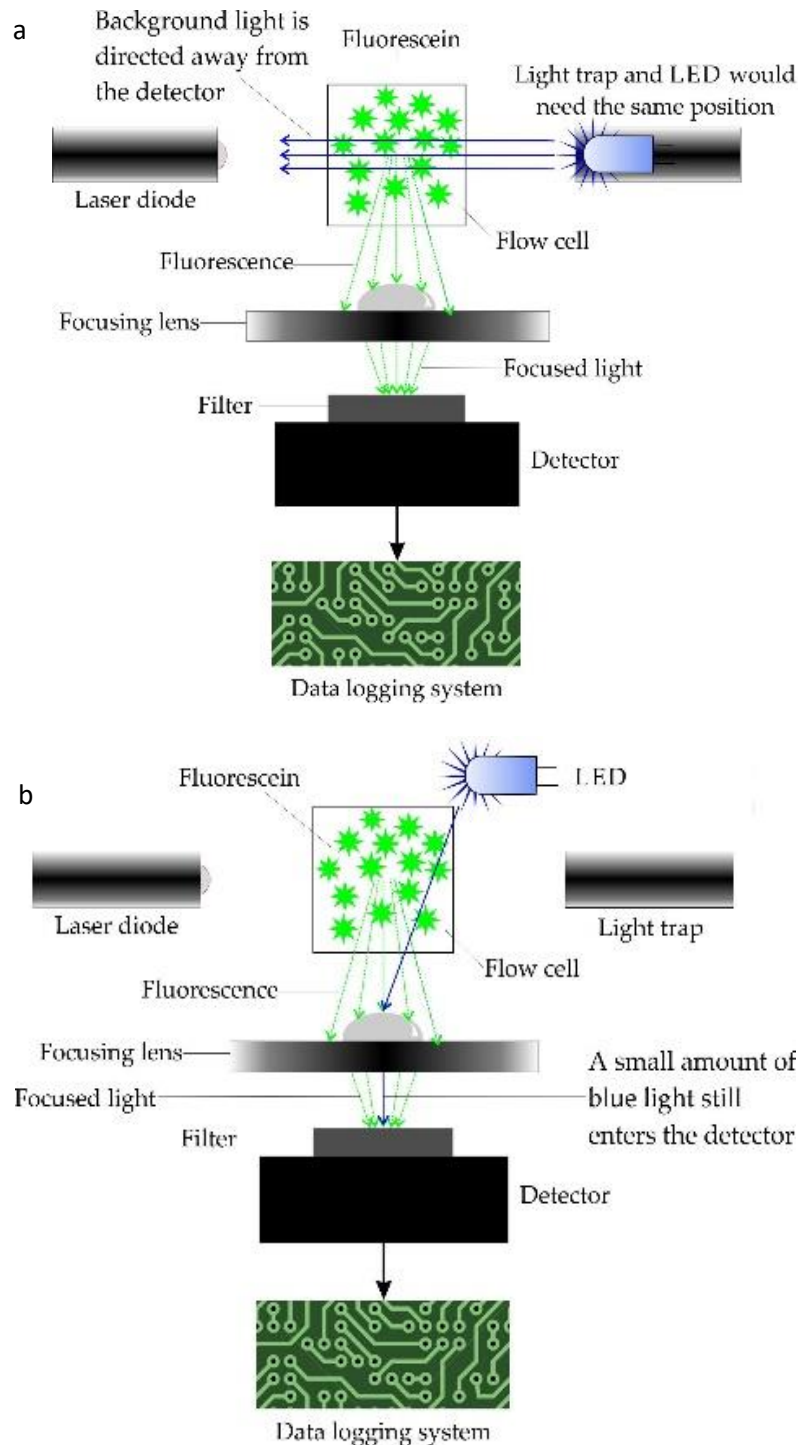 a
Background light is
directed away from
the detector
Fluorescein
Light trap and LED would
need the same position
Laser diode
Flow cell
Fluorescence
Focusing lens
Focused light
Filter
Detector
Data logging system
b
Fluorescein
LED
Laser diode
Light trap
Flow cell
Fluorescence
Focusing lens
Focused light
A small amount of
blue light still
enters the detector
Filter
Detector
Data logging system